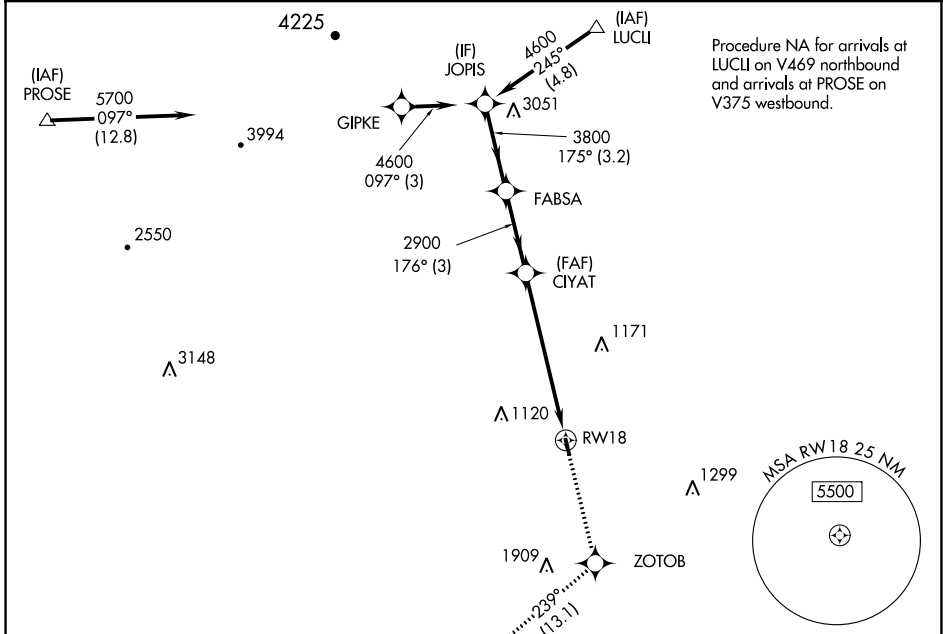 4225
(IAF)
LUCLI
4600
245°
(4.8)
Procedure NA for arrivals at
LUCLI on V469 northbound
and arrivals at PROSE on
V375 westbound.
(IF)
JOPIS
(IAF)
PROSE
5700
097°
(12.8)
3051
GIPKE
3994
3800
175° (3.2)
4600
097° (3)
FABSA
2550
2900
176° (3)
(FAF)
CIYAT
1171
3148
1120
RW18
MSA RW18 25 NM
5500
1299
1909
ZOTOB
239°
(13.1)